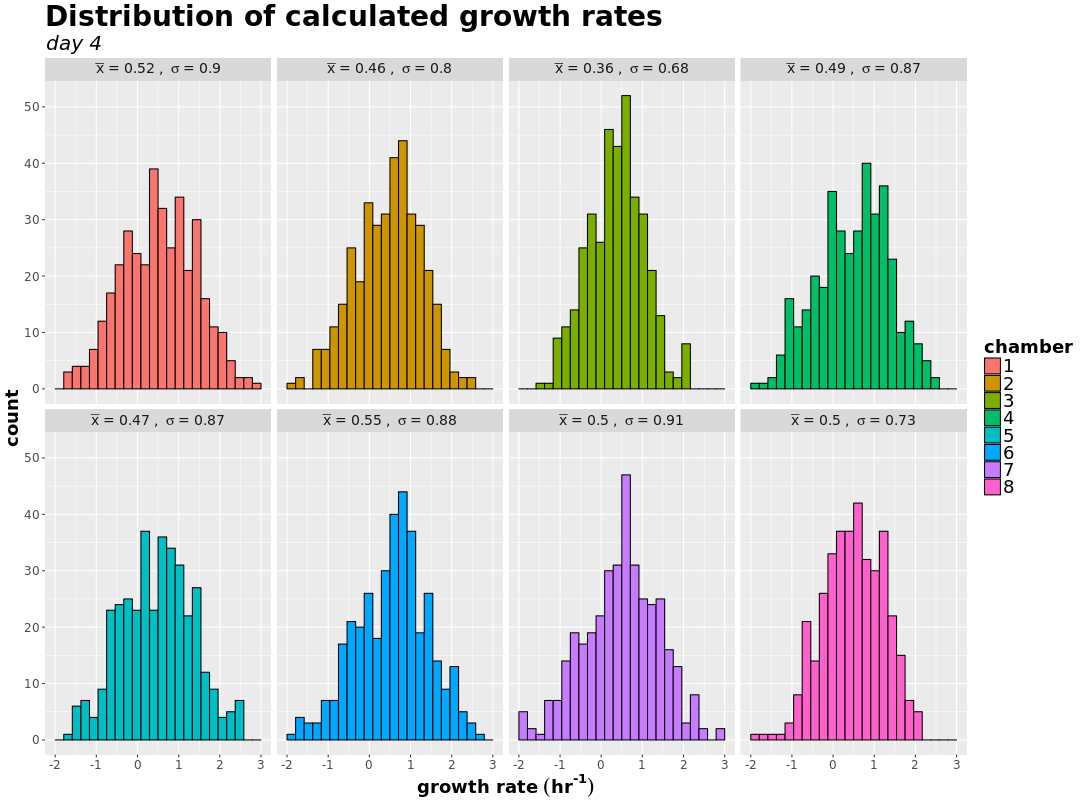 Distribution of calculated growth rates
day 4
x̅ = 0.52 , σ = 0.9
x̅ = 0.46 , σ = 0.8
x̅ = 0.36 , σ = 0.68
x̅ = 0.49 , σ = 0.87
50
40
30
20
10
0
x̅ = 0.47 , σ = 0.87
x̅ = 0.55 , σ = 0.88
x̅ = 0.5 , σ = 0.91
x̅ = 0.5 , σ = 0.73
50
40
30
20
10
0
-2 -1 0 1 2 3
-2 -1 0 1 2 3
-2 -1 0 1 2 3
-2 -1 0 1 2 3
growth rate (hr⁻¹)
count
chamber
1
2
3
4
5
6
7
8